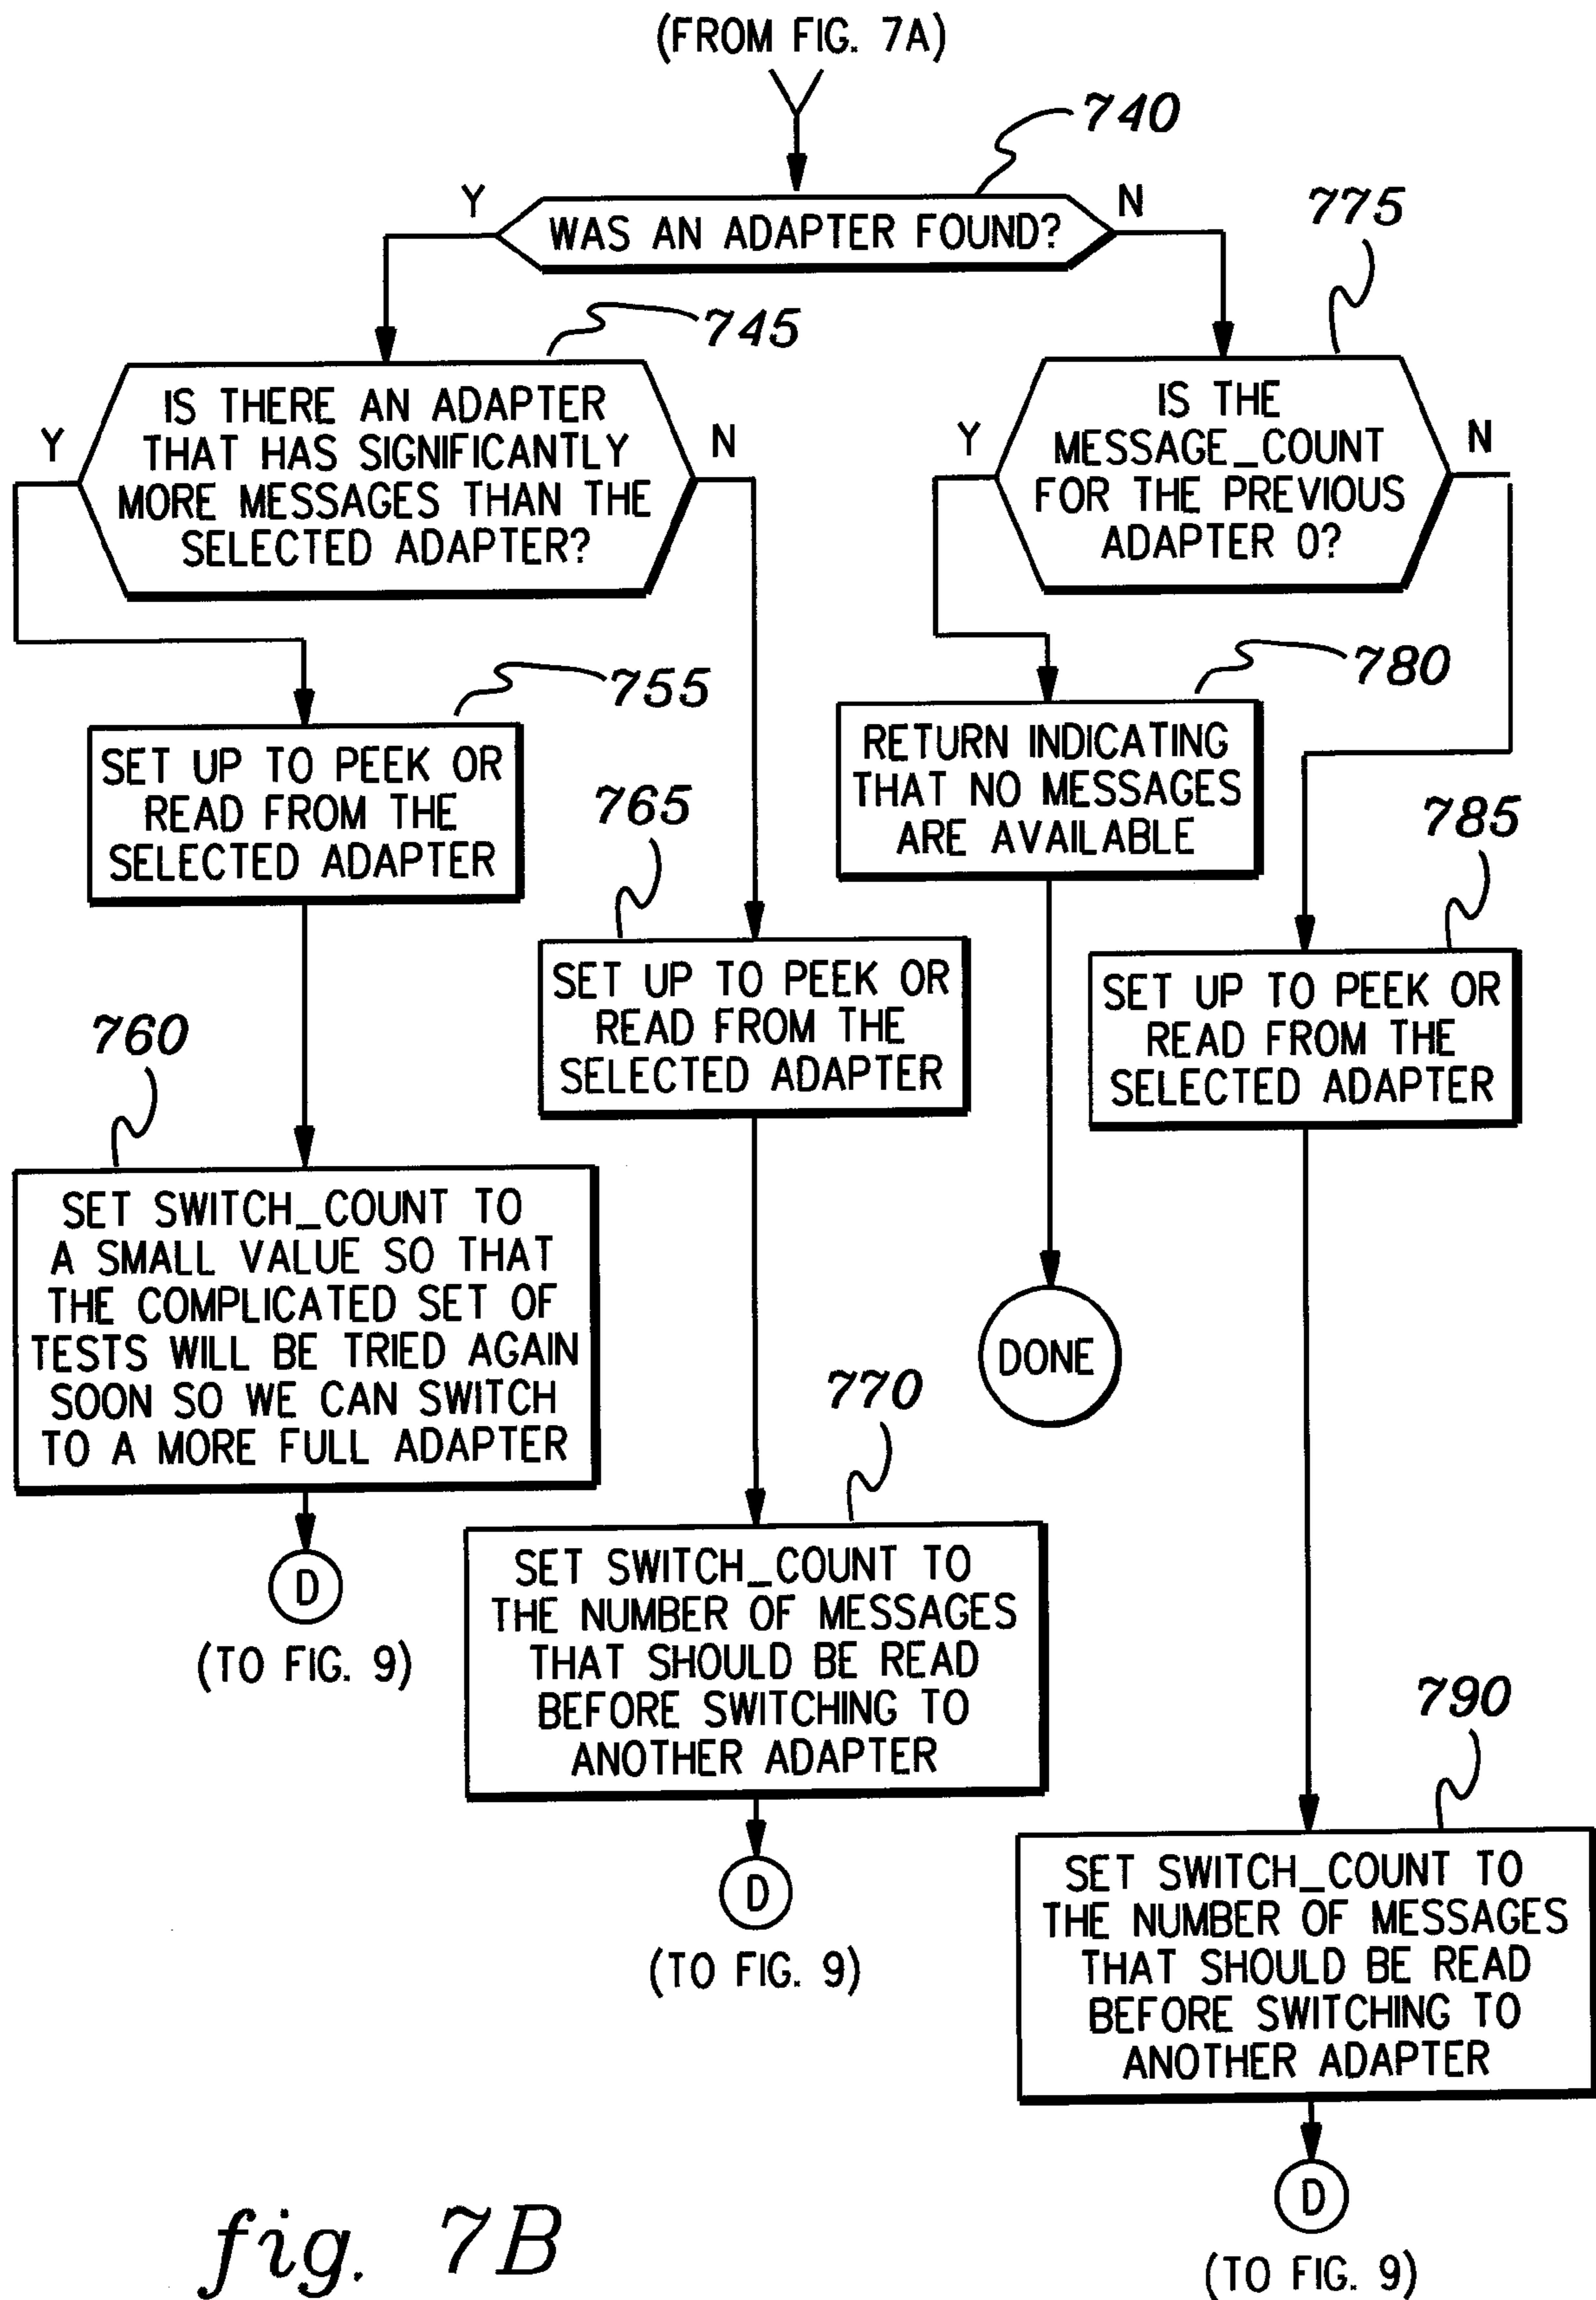 (FROM FIG. 7A)
740
Y
WAS AN ADAPTER FOUND?
N
775
745
Y
IS THERE AN ADAPTER
THAT HAS SIGNIFICANTLY
MORE MESSAGES THAN THE
SELECTED ADAPTER?
N
Y
IS THE
MESSAGE_COUNT
FOR THE PREVIOUS
ADAPTER 0?
N
755
SET UP TO PEEK OR
READ FROM THE
SELECTED ADAPTER
780
RETURN INDICATING
THAT NO MESSAGES
ARE AVAILABLE
765
SET UP TO PEEK OR
READ FROM THE
SELECTED ADAPTER
785
SET UP TO PEEK OR
READ FROM THE
SELECTED ADAPTER
760
SET SWITCH_COUNT TO
A SMALL VALUE SO THAT
THE COMPLICATED SET OF
TESTS WILL BE TRIED AGAIN
SOON SO WE CAN SWITCH
TO A MORE FULL ADAPTER
D
(TO FIG. 9)
DONE
770
SET SWITCH_COUNT TO
THE NUMBER OF MESSAGES
THAT SHOULD BE READ
BEFORE SWITCHING TO
ANOTHER ADAPTER
D
(TO FIG. 9)
790
SET SWITCH_COUNT TO
THE NUMBER OF MESSAGES
THAT SHOULD BE READ
BEFORE SWITCHING TO
ANOTHER ADAPTER
D
(TO FIG. 9)
fig. 7B